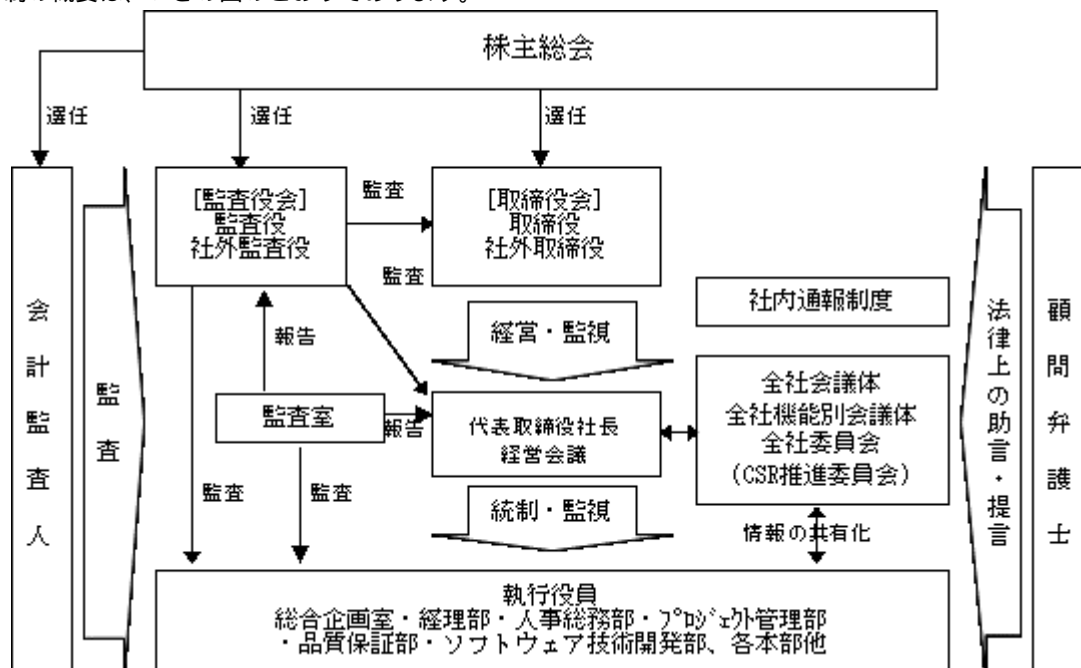 株主総会
選任
選任
選任
[監査役会]
監査役
社外監査役
監査
[取締役会]
取締役
社外取締役
監査
社内通報制度
報告
経営・監視
会計監査人
監査
監査室
報告
代表取締役社長
経営会議
全社会議体
全社機能別会議体
全社委員会
(CSR推進委員会)
法律上の助言・提言
顧問弁護士
監査
監査
統制・監視
情報の共有化
執行役員
総合企画室・経理部・人事総務部・プロジェクト管理部
・品質保証部・ソフトウェア技術開発部、各本部他